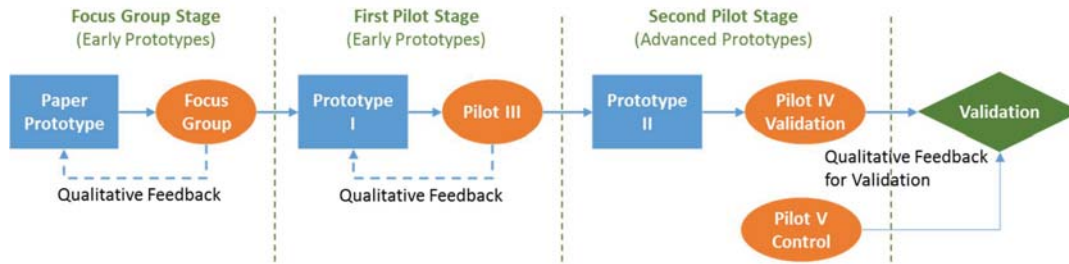 Focus Group Stage
(Early Prototypes)
First Pilot Stage
(Early Prototypes)
Second Pilot Stage
(Advanced Prototypes)
Paper
Prototype
Focus
Group
Prototype
I
Pilot III
Prototype
II
Pilot IV
Validation
Validation
Qualitative Feedback
Qualitative Feedback
Qualitative Feedback
for Validation
Pilot V
Control